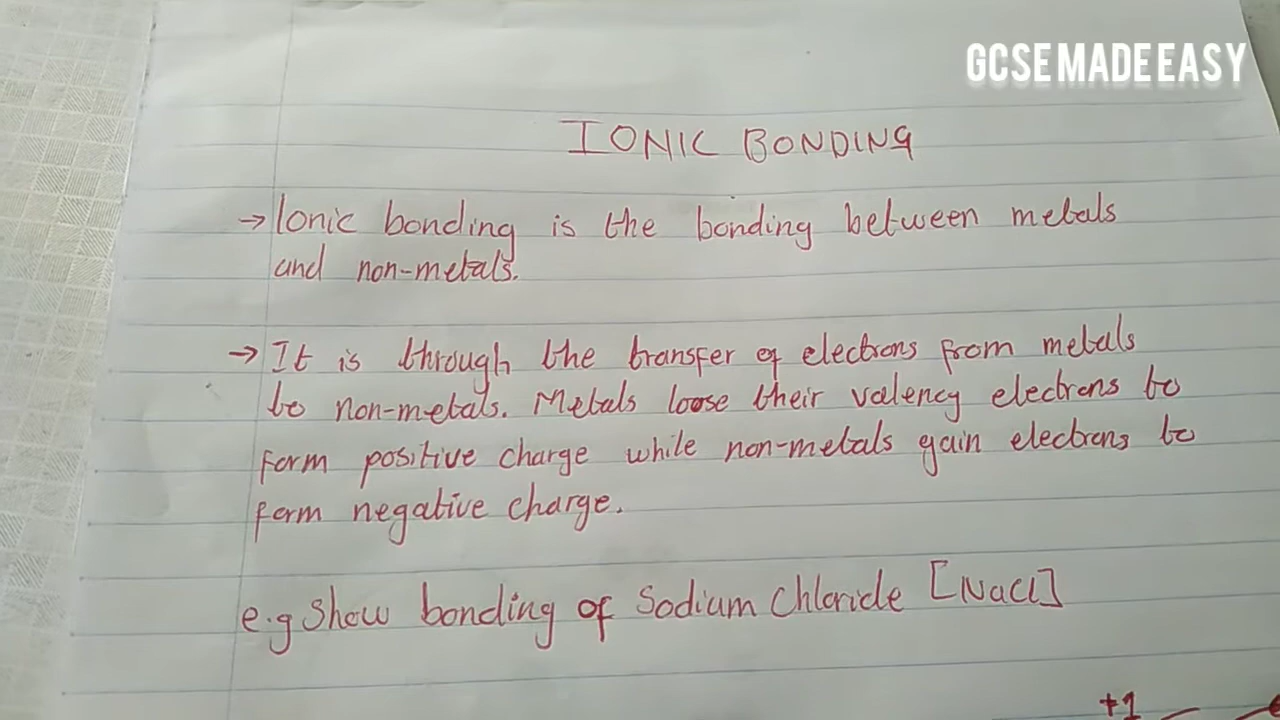 GCSE MADE EASY
IONIC BONDING
→ Ionic bonding is the bonding between metals
and non-metals.
→ It is through the transfer of electrons from metals
to non-metals. Metals loose their valency electrons to
form positive charge while non-metals gain electrons to
form negative charge.
e.g Show bonding of Sodium Chloride [NaCl]
+1